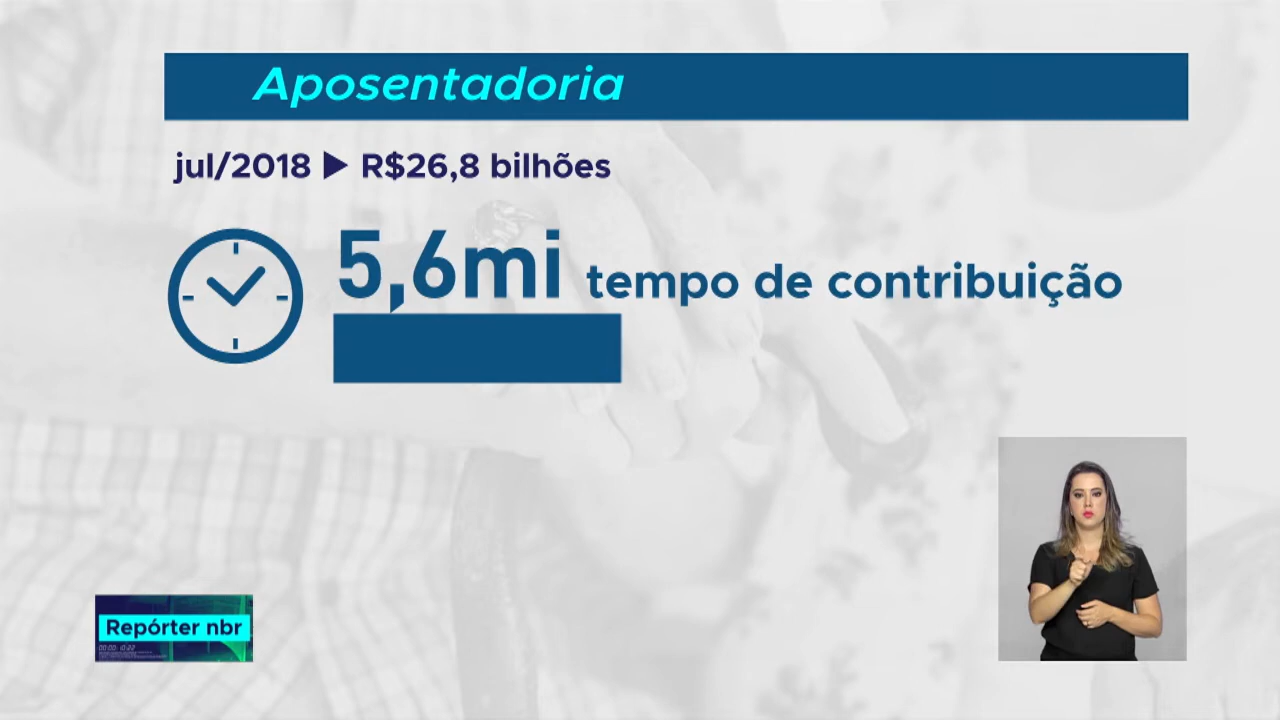 Aposentadoria
jul/2018 ▶ R$26,8 bilhões
5,6mi tempo de contribuição
Repórter nbr